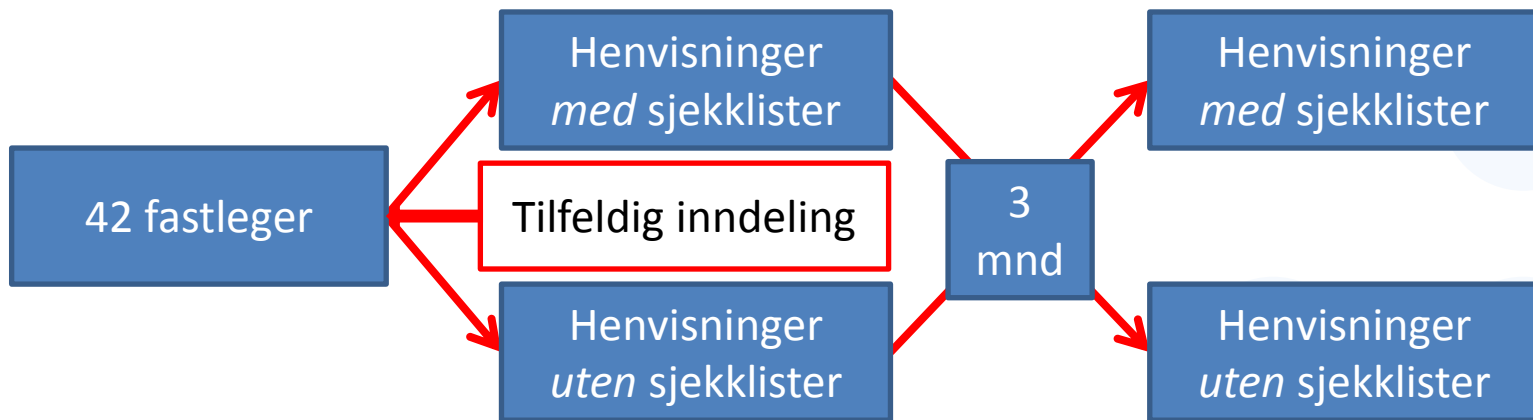 42 fastleger
Henvisninger
med sjekklister
Tilfeldig inndeling
Henvisninger
uten sjekklister
3
mnd
Henvisninger
med sjekklister
Henvisninger
uten sjekklister